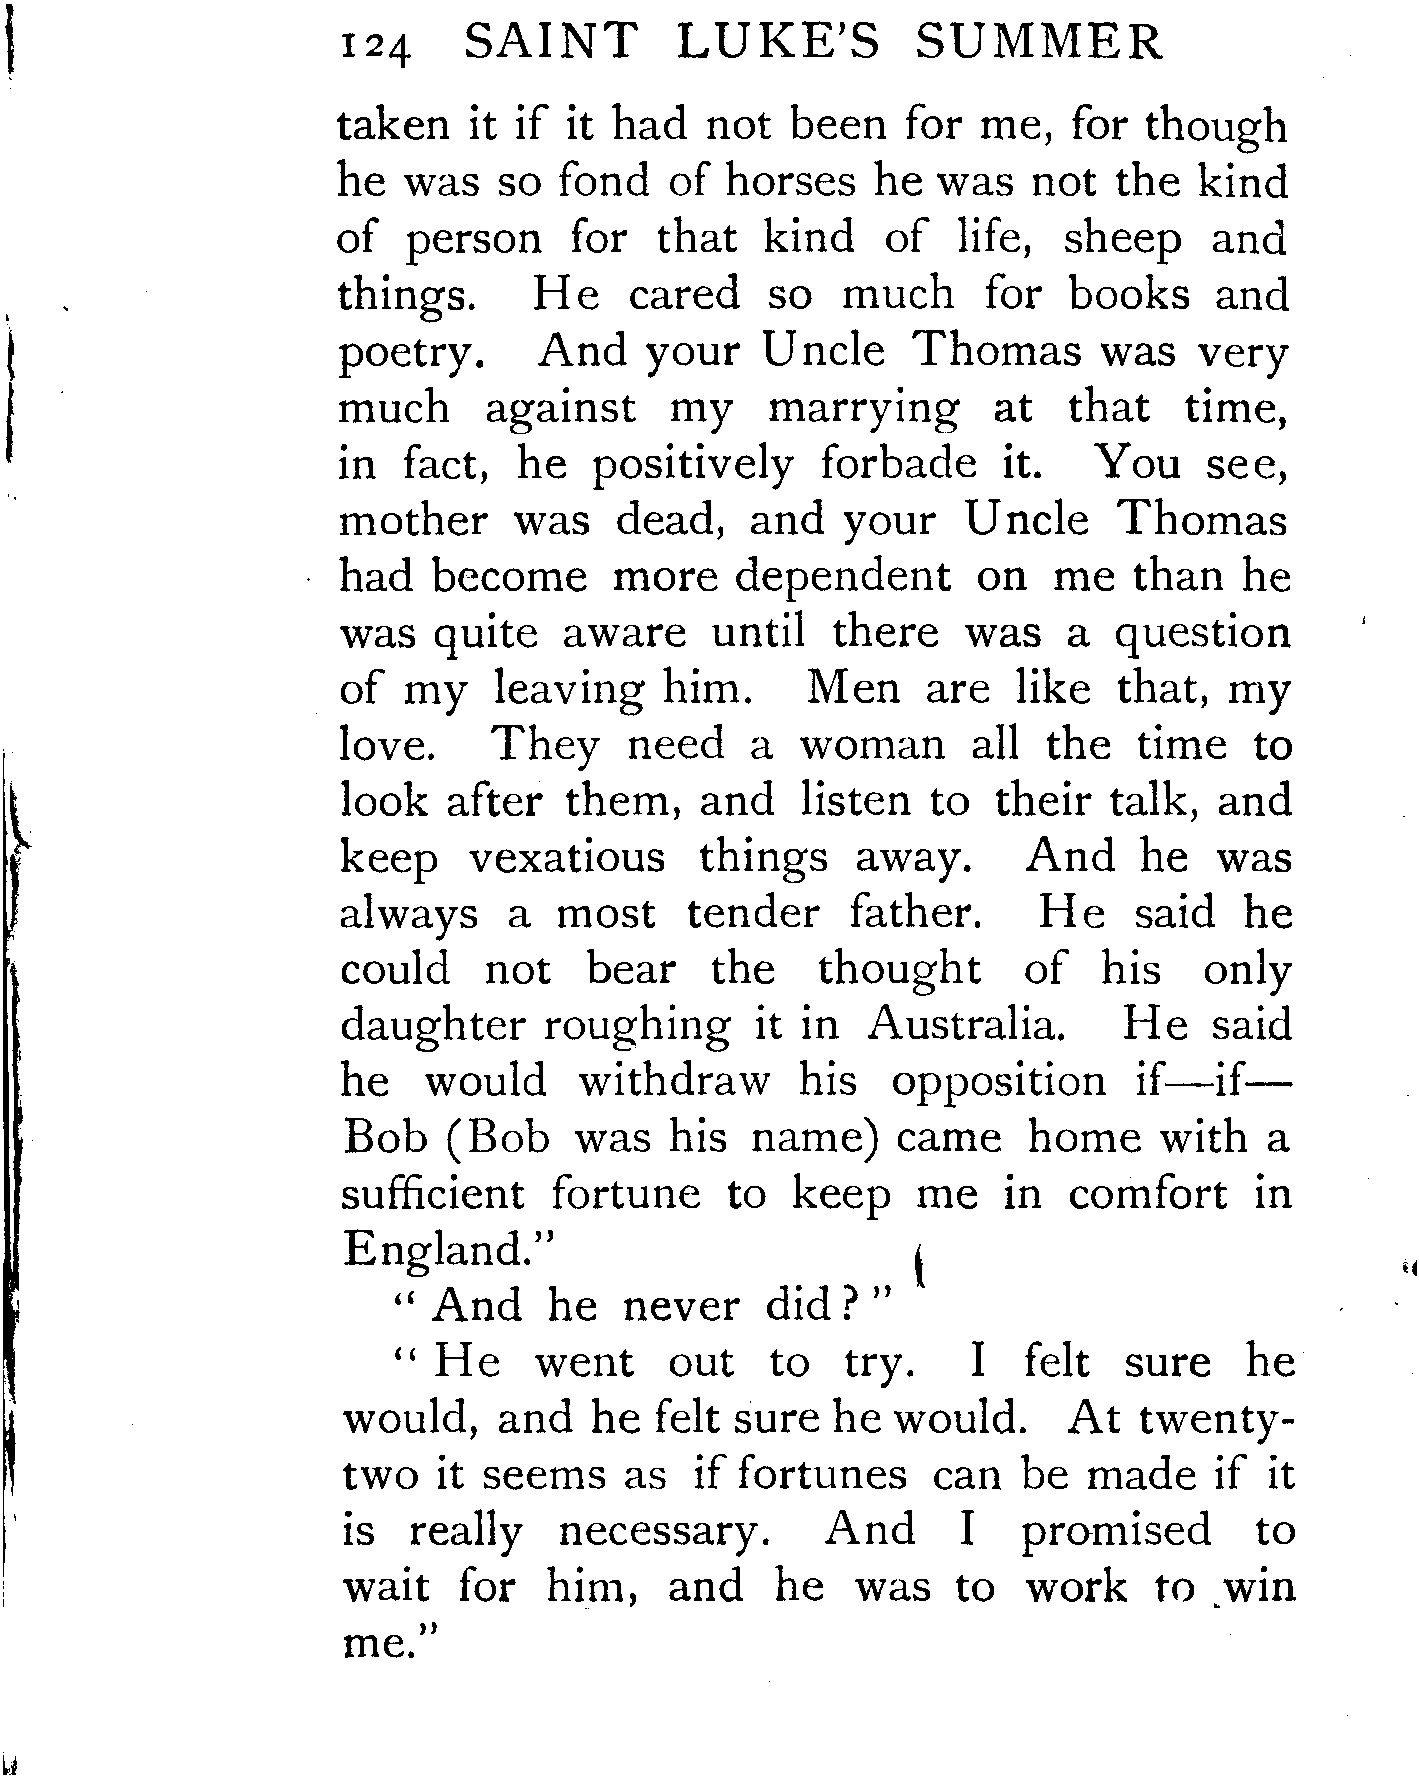 124 SAINT LUKE'S SUMMER
taken it if it had not been for me, for though
he was so fond of horses he was not the kind
of person for that kind of life, sheep and
things. He cared so much for books and
poetry. And your Uncle Thomas was very
much against my marrying at that time,
in fact, he positively forbade it. You see,
mother was dead, and your Uncle Thomas
had become more dependent on me than he
was quite aware until there was a question
of my leaving him. Men are like that, my
love. They need a woman all the time to
look after them, and listen to their talk, and
keep vexatious things away. And he was
always a most tender father. He said he
could not bear the thought of his only
daughter roughing it in Australia. He said
he would withdraw his opposition if—if—
Bob (Bob was his name) came home with a
sufficient fortune to keep me in comfort in
England."
"And he never did?"
"He went out to try. I felt sure he
would, and he felt sure he would. At twenty-
two it seems as if fortunes can be made if it
is really necessary. And I promised to
wait for him, and he was to work to win
me."